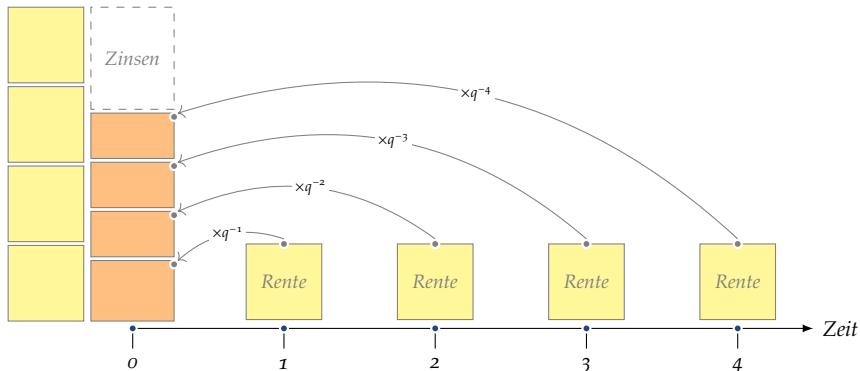 Zinsen
×q⁻⁴
×q⁻³
×q⁻²
×q⁻¹
Rente Rente Rente Rente
Zeit
0 1 2 3 4